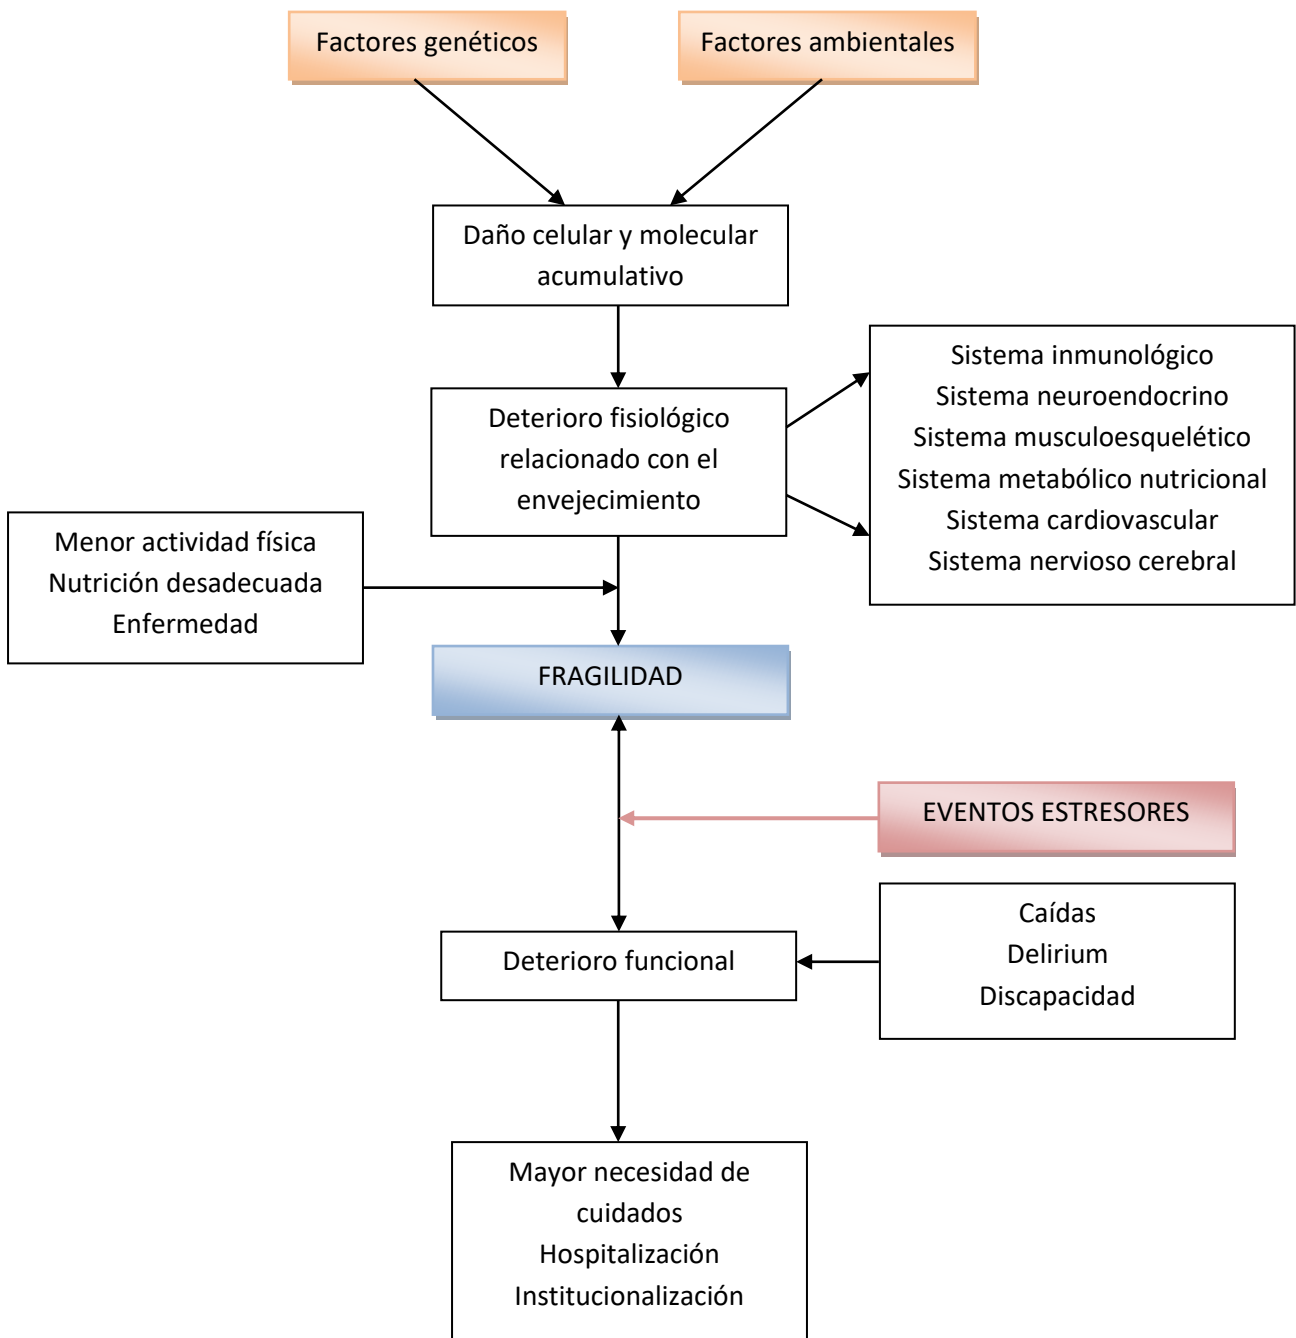 Factores genéticos
Factores ambientales
Daño celular y molecular
acumulativo
Deterioro fisiológico
relacionado con el
envejecimiento
Sistema inmunológico
Sistema neuroendocrino
Sistema musculoesquelético
Sistema metabólico nutricional
Sistema cardiovascular
Sistema nervioso cerebral
Menor actividad física
Nutrición desadecuada
Enfermedad
FRAGILIDAD
EVENTOS ESTRESORES
Caídas
Delirium
Discapacidad
Deterioro funcional
Mayor necesidad de
cuidados
Hospitalización
Institucionalización